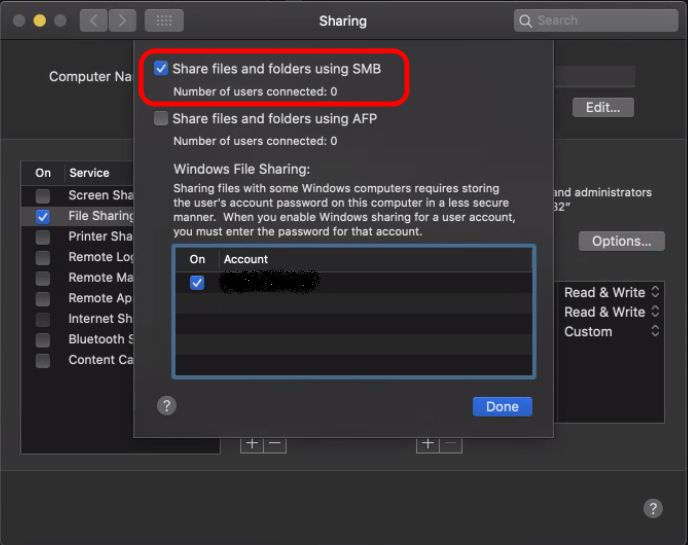 Sharing
Search
Computer Na
Edit...
Share files and folders using SMB
Number of users connected: 0
Share files and folders using AFP
Number of users connected: 0
Windows File Sharing:
Sharing files with some Windows computers requires storing
the user's account password on this computer in a less secure
manner. When you enable Windows sharing for a user account,
you must enter the password for that account.
On Account
Done
On Service
Screen Sha
File Sharing
Printer Sha
Remote Log
Remote Ma
Remote Ap
Internet Sh
Bluetooth S
Content Ca
and administrators
32"
Options...
Read & Write
Read & Write
Custom
?
?
+ −
+ −